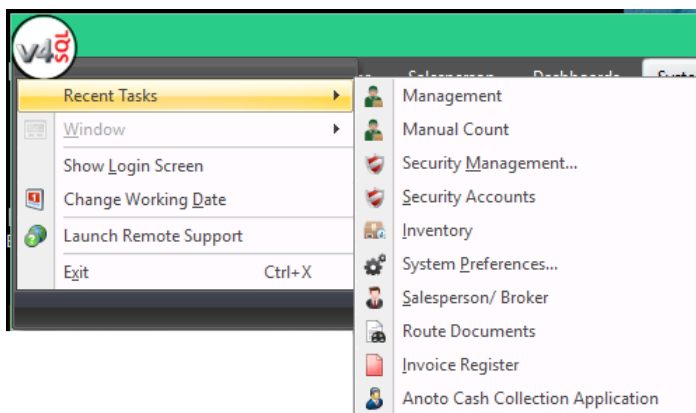 v4SQL
Salesperson Dashboards
Recent Tasks
Window
Show Login Screen
Change Working Date
Launch Remote Support
Exit Ctrl+X
Management
Manual Count
Security Management...
Security Accounts
Inventory
System Preferences...
Salesperson/ Broker
Route Documents
Invoice Register
Anoto Cash Collection Application